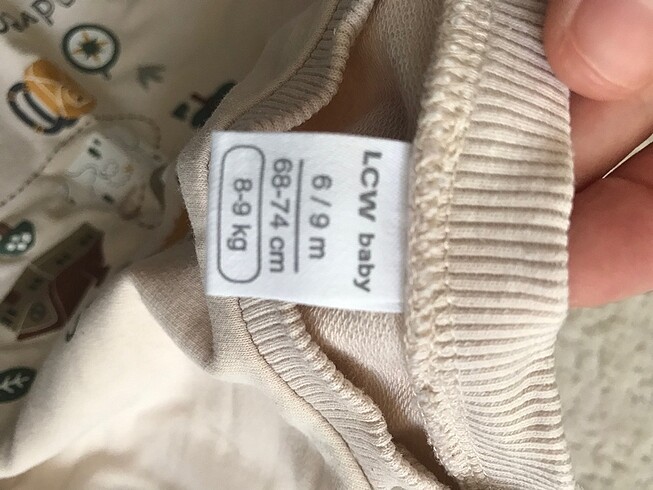 LCW baby
6 / 9 m
68-74 cm
8-9 kg